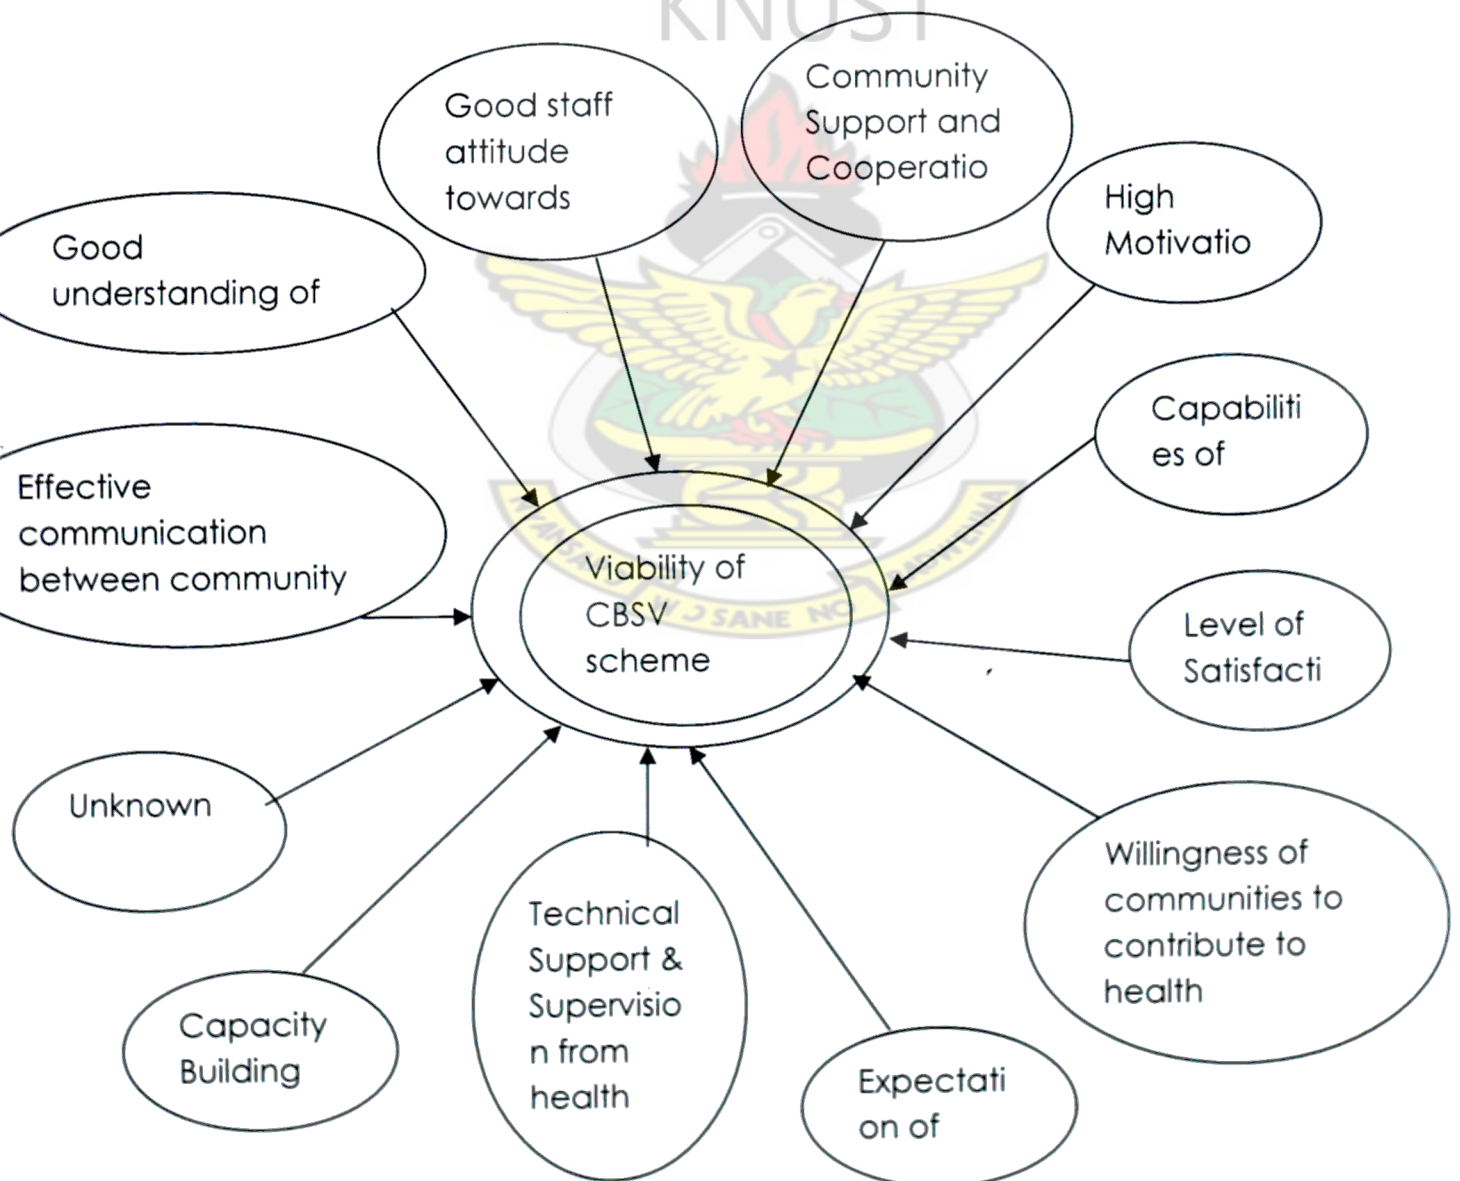 KNUST
Good staff
attitude
towards
Community
Support and
Cooperatio
High
Motivatio
Good
understanding of
Capabiliti
es of
Effective
communication
between community
Viability of
CBSV
scheme
Level of
Satisfacti
Unknown
Willingness of
communities to
contribute to
health
Technical
Support &
Supervisio
n from
health
Capacity
Building
Expectati
on of